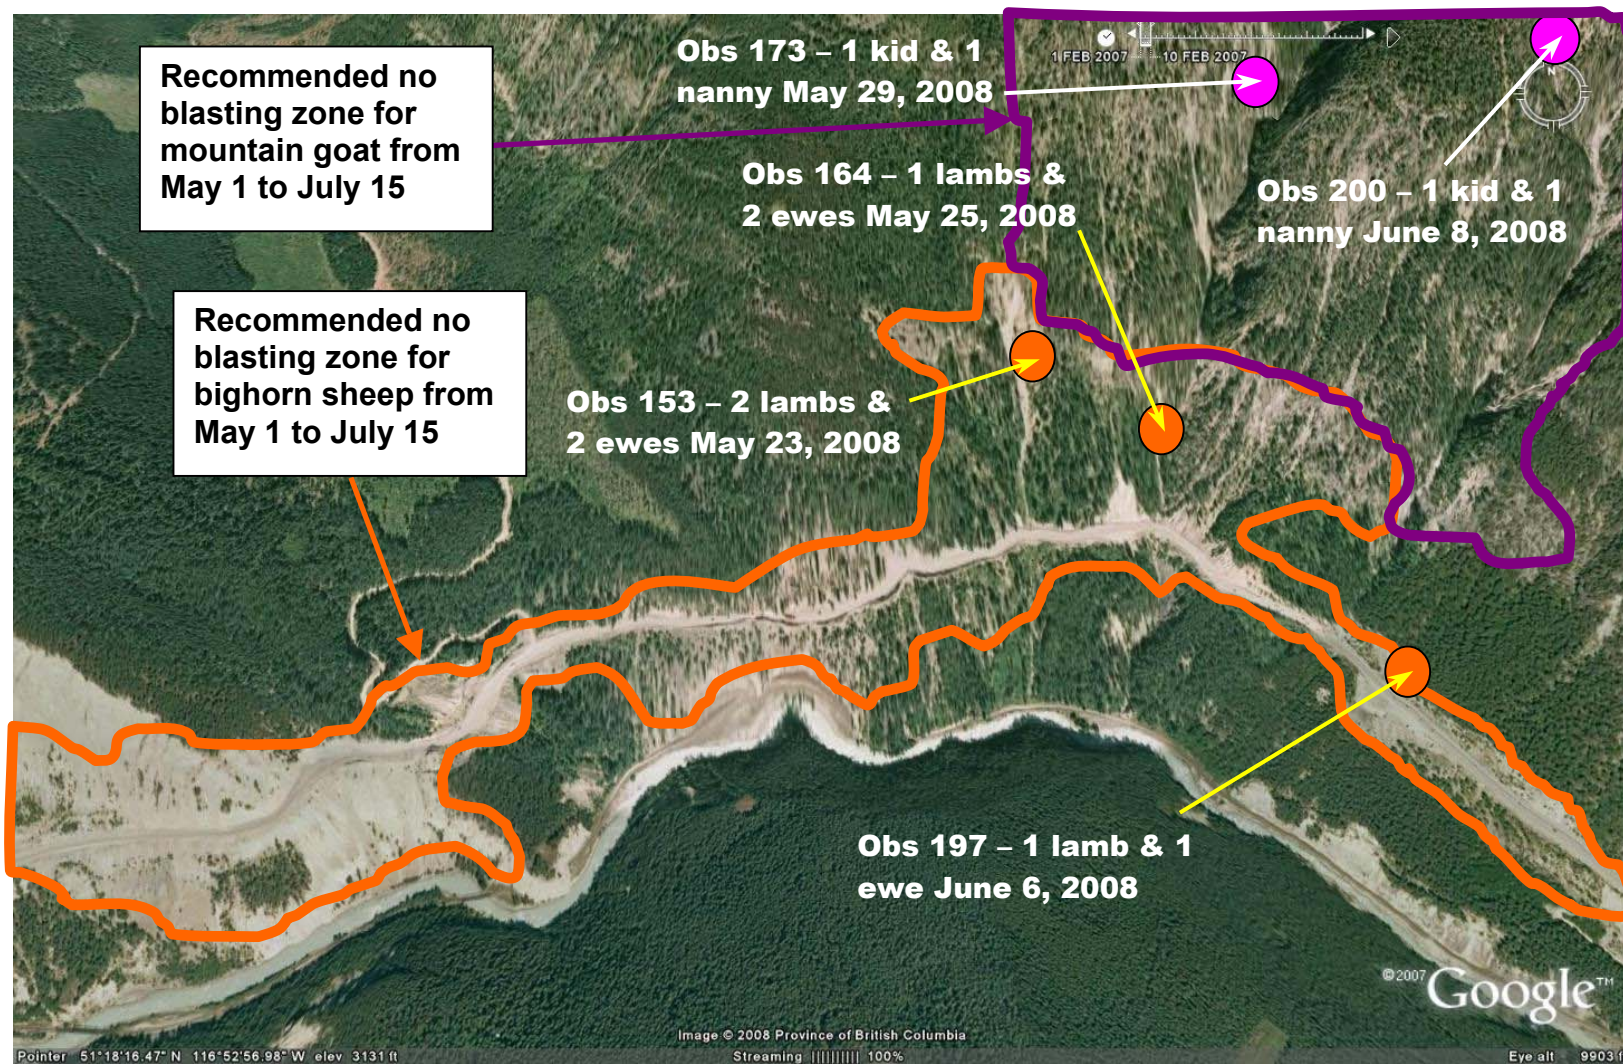 Recommended no
blasting zone for
mountain goat from
May 1 to July 15
Obs 173 – 1 kid & 1
nanny May 29, 2008
1 FEB 2007
10 FEB 2007
N
Obs 164 – 1 lambs &
2 ewes May 25, 2008
Obs 200 – 1 kid & 1
nanny June 8, 2008
Recommended no
blasting zone for
bighorn sheep from
May 1 to July 15
Obs 153 – 2 lambs &
2 ewes May 23, 2008
Obs 197 – 1 lamb & 1
ewe June 6, 2008
©2007 Google™
Image © 2008 Province of British Columbia
Pointer 51°18'16.47" N 116°52'56.98" W elev 3131 ft
Streaming |||||||||| 100%
Eye alt 9903